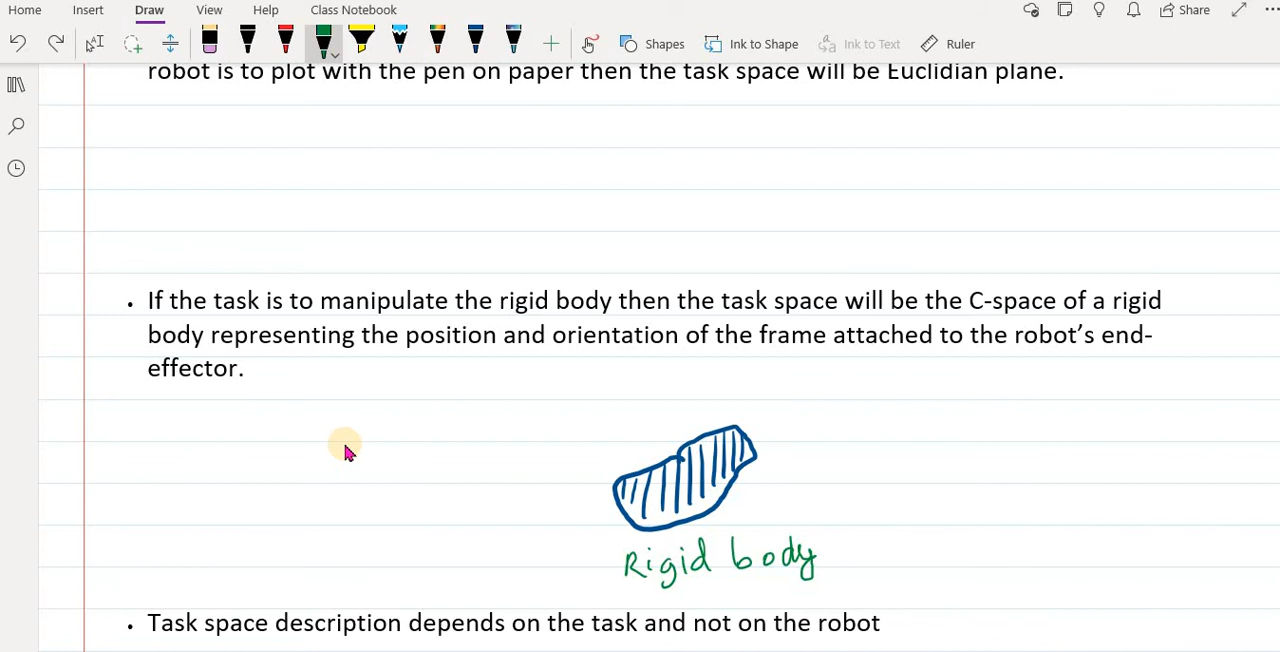 Home Insert Draw View Help Class Notebook Share
Shapes Ink to Shape Ink to Text Ruler
robot is to plot with the pen on paper then the task space will be Euclidian plane.
• If the task is to manipulate the rigid body then the task space will be the C-space of a rigid
body representing the position and orientation of the frame attached to the robot’s end-
effector.
Rigid body
• Task space description depends on the task and not on the robot